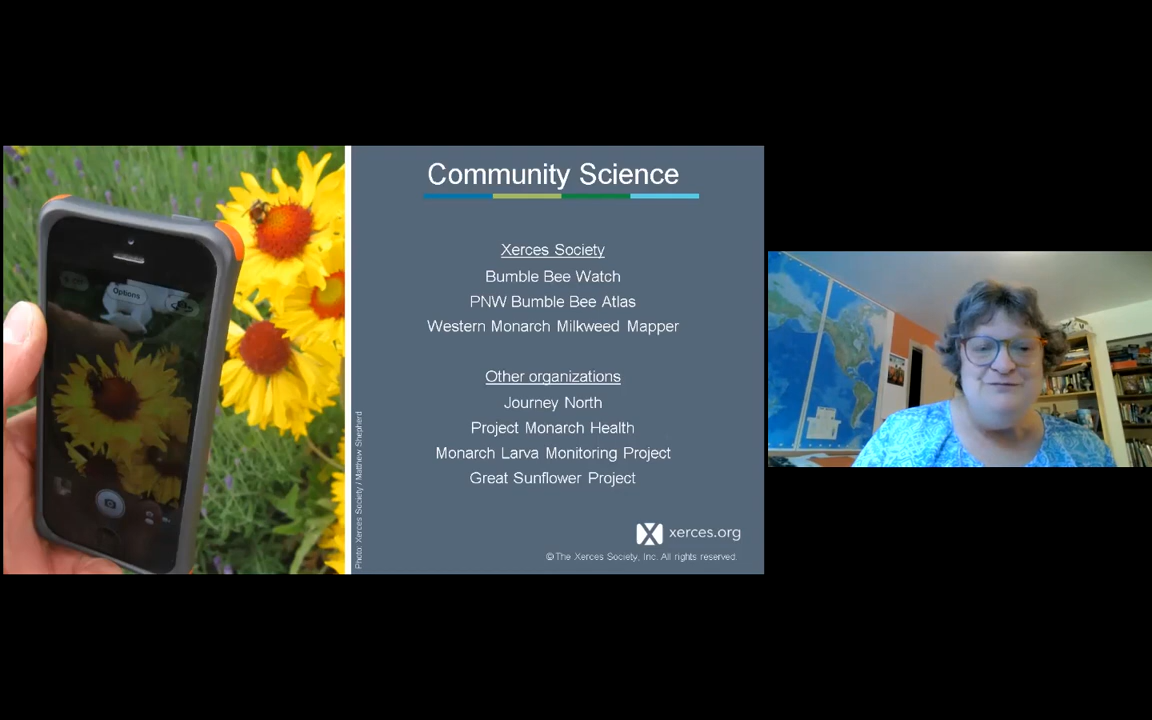 Community Science
Xerces Society
Bumble Bee Watch
PNW Bumble Bee Atlas
Western Monarch Milkweed Mapper
Other organizations
Journey North
Project Monarch Health
Monarch Larva Monitoring Project
Great Sunflower Project
xerces.org
© The Xerces Society, Inc. All rights reserved.
Photo: Xerces Society / Matthew Shepherd
Options